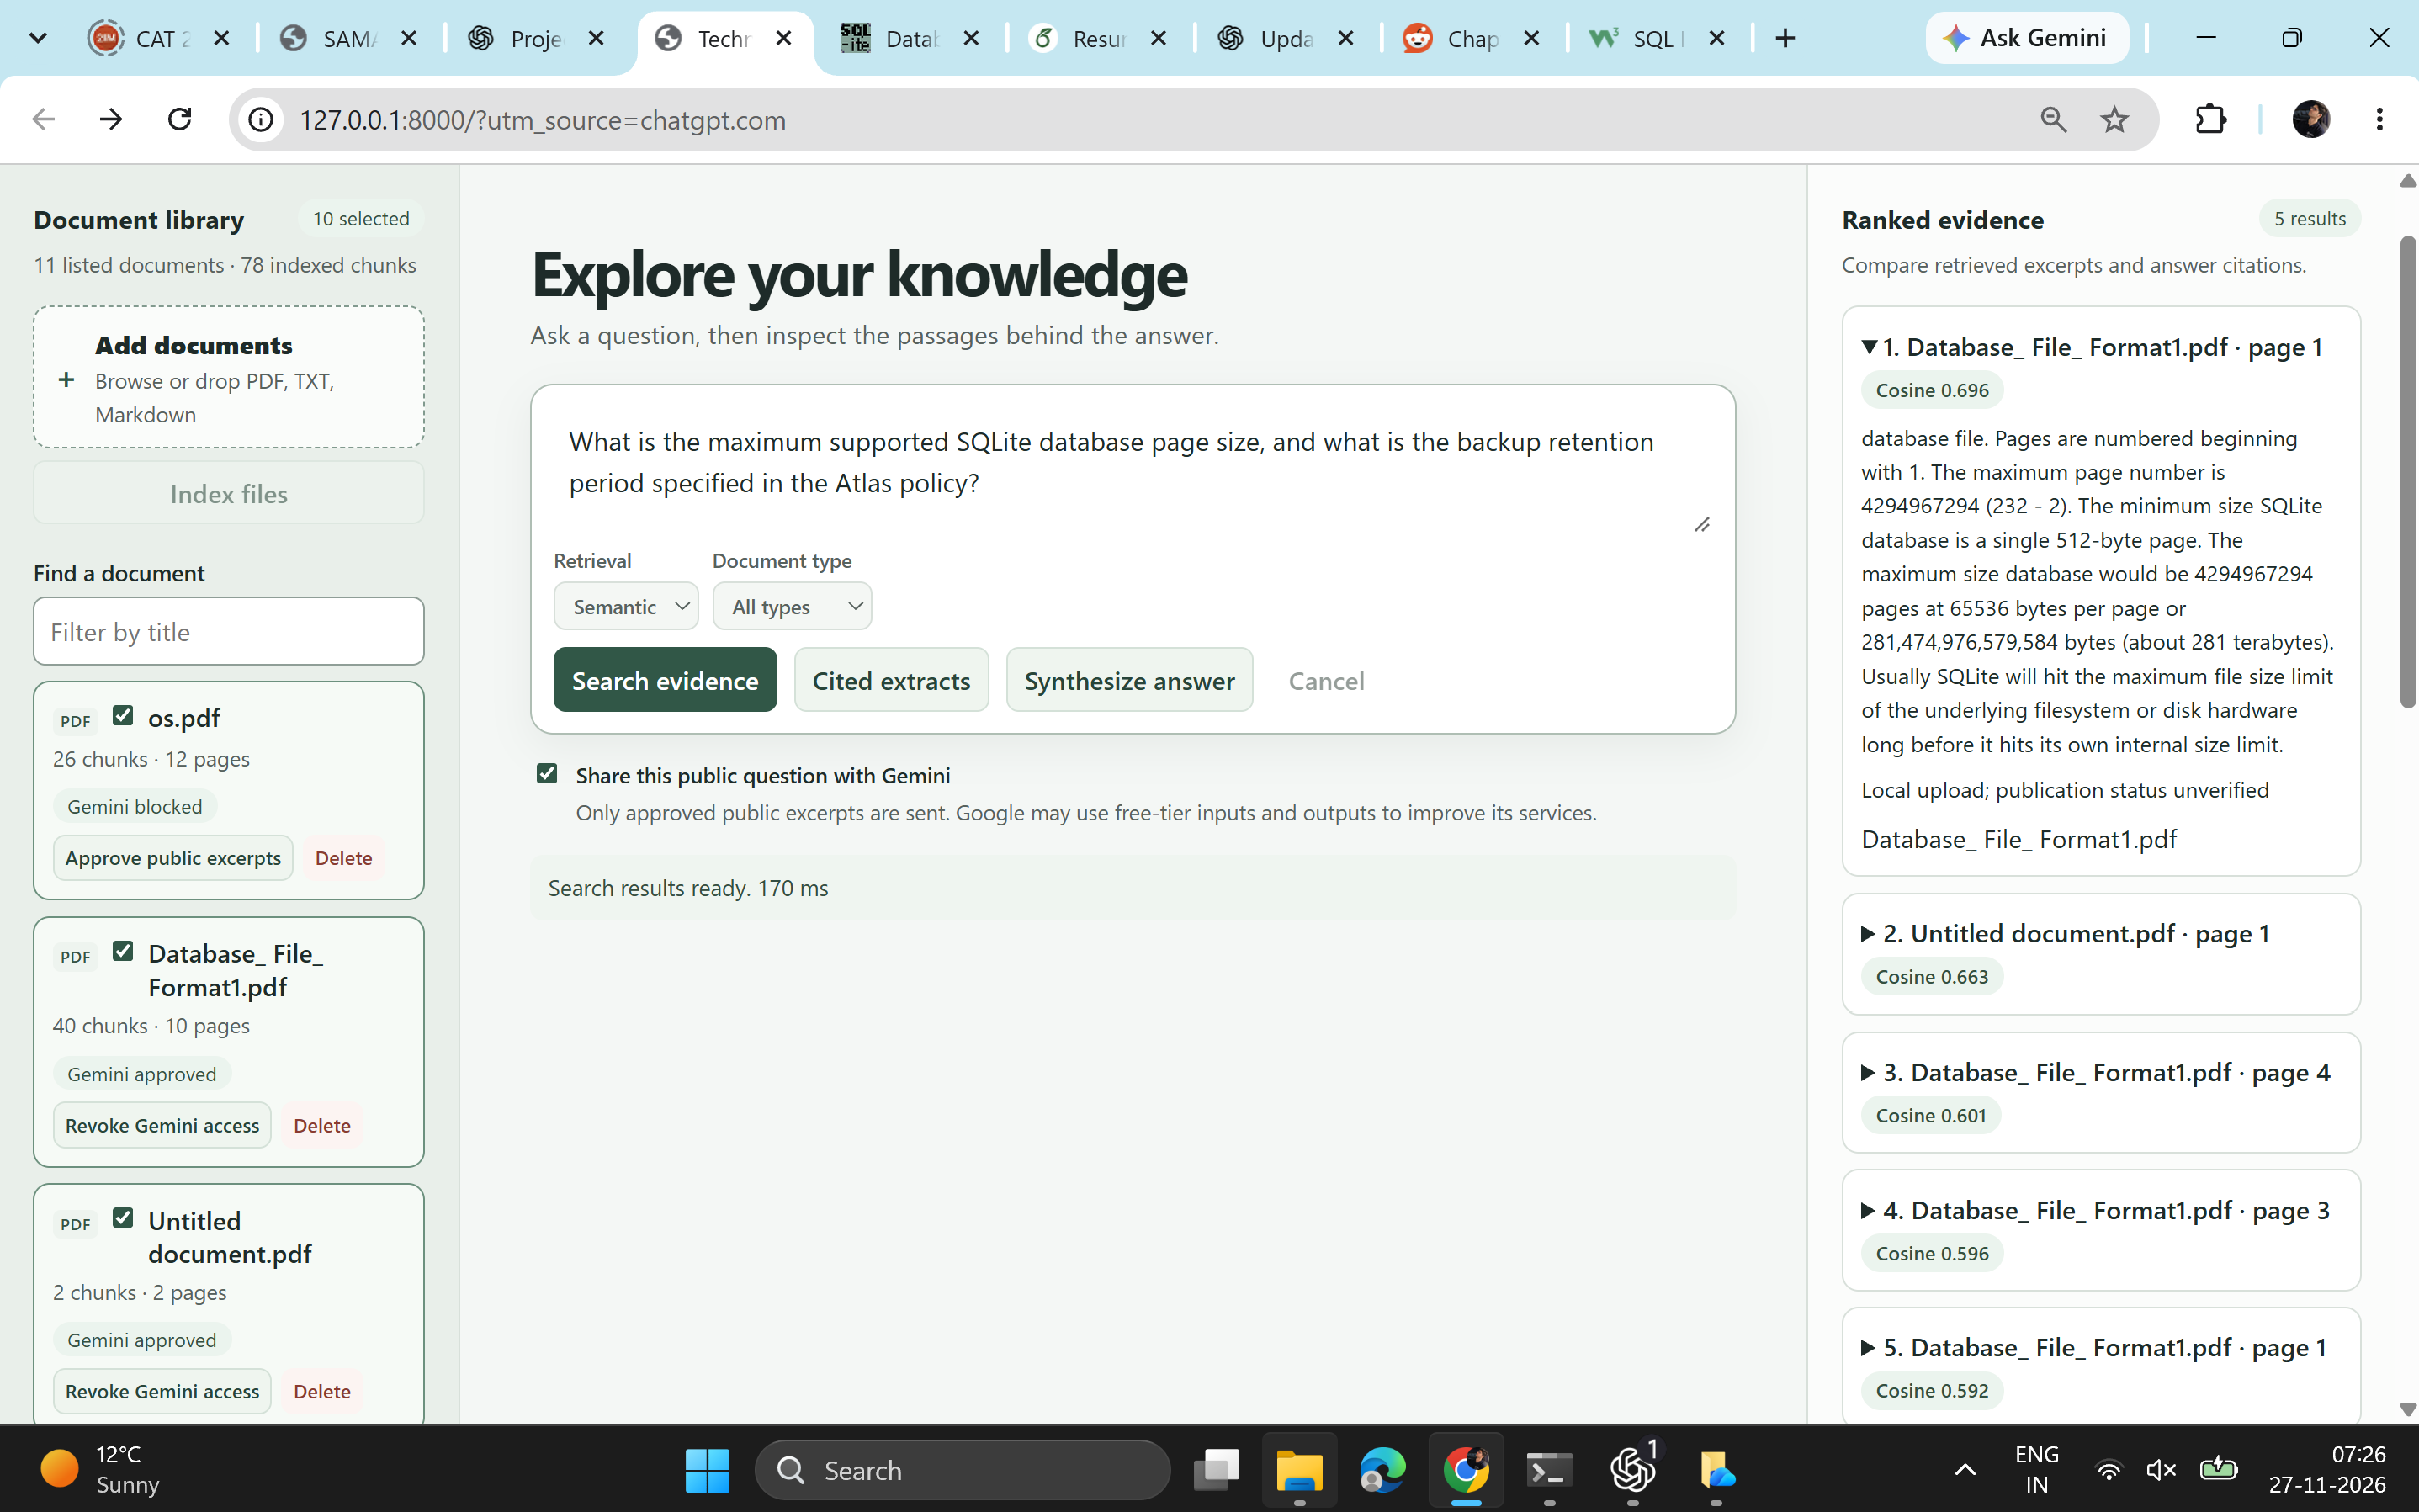 CAT 2
SAMA
Proje
Techn
SQL
-ite
Datab
Resur
Upda
Chap
SQL
Ask Gemini
127.0.0.1:8000/?utm_source=chatgpt.com
Document library
10 selected
11 listed documents · 78 indexed chunks
+
Add documents
Browse or drop PDF, TXT,
Markdown
Index files
Find a document
Filter by title
PDF
os.pdf
26 chunks · 12 pages
Gemini blocked
Approve public excerpts
Delete
PDF
Database_ File_
Format1.pdf
40 chunks · 10 pages
Gemini approved
Revoke Gemini access
Delete
PDF
Untitled
document.pdf
2 chunks · 2 pages
Gemini approved
Revoke Gemini access
Delete
Explore your knowledge
Ask a question, then inspect the passages behind the answer.
What is the maximum supported SQLite database page size, and what is the backup retention
period specified in the Atlas policy?
Retrieval
Document type
Semantic
All types
Search evidence
Cited extracts
Synthesize answer
Cancel
Share this public question with Gemini
Only approved public excerpts are sent. Google may use free-tier inputs and outputs to improve its services.
Search results ready. 170 ms
Ranked evidence
5 results
Compare retrieved excerpts and answer citations.
1. Database_ File_ Format1.pdf · page 1
Cosine 0.696
database file. Pages are numbered beginning
with 1. The maximum page number is
4294967294 (232 - 2). The minimum size SQLite
database is a single 512-byte page. The
maximum size database would be 4294967294
pages at 65536 bytes per page or
281,474,976,579,584 bytes (about 281 terabytes).
Usually SQLite will hit the maximum file size limit
of the underlying filesystem or disk hardware
long before it hits its own internal size limit.
Local upload; publication status unverified
Database_ File_ Format1.pdf
2. Untitled document.pdf · page 1
Cosine 0.663
3. Database_ File_ Format1.pdf · page 4
Cosine 0.601
4. Database_ File_ Format1.pdf · page 3
Cosine 0.596
5. Database_ File_ Format1.pdf · page 1
Cosine 0.592
12°C
Sunny
Search
1
ENG
IN
07:26
27-11-2026